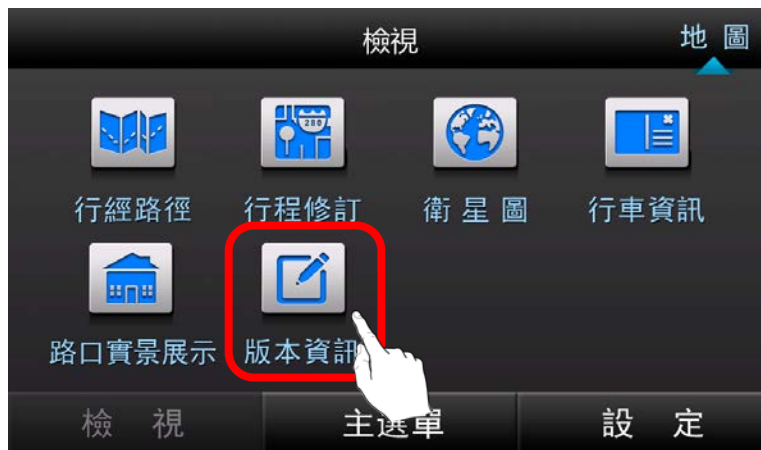 檢視
地 圖
280
行經路徑 行程修訂 衛 星 圖 行車資訊
路口實景展示 版本資訊
檢 視 主選單 設 定